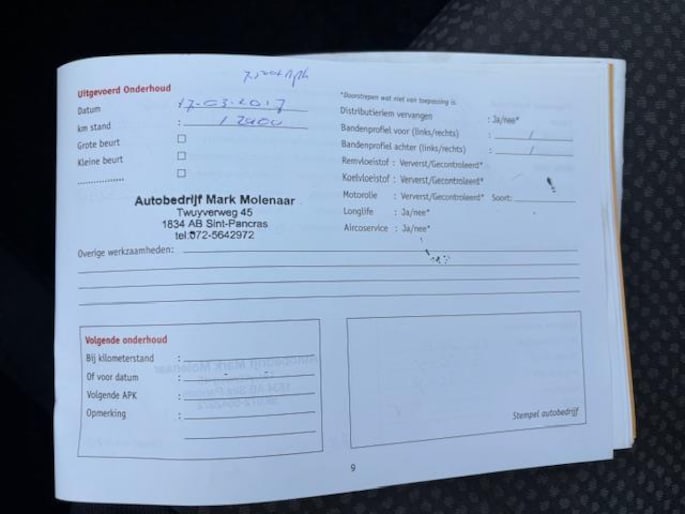 Uitgevoerd Onderhoud
Datum : 17-03-2017
km stand :
Grote beurt
Kleine beurt
..................
Autobedrijf Mark Molenaar
Twuyverweg 45
1834 AB Sint-Pancras
tel.072-5642972
Overige werkzaamheden:
*Doorstrepen wat niet van toepassing is.
Distributieriem vervangen : Ja/nee*
Bandenprofiel voor (links/rechts) : /
Bandenprofiel achter (links/rechts) : /
Remvloeistof : Ververst/Gecontroleerd*
Koelvloeistof : Ververst/Gecontroleerd*
Motorolie : Ververst/Gecontroleerd* Soort:
Longlife : Ja/nee*
Aircoservice : Ja/nee*
Volgende onderhoud
Bij kilometerstand :
Of voor datum :
Volgende APK :
Opmerking :
Stempel autobedrijf
9